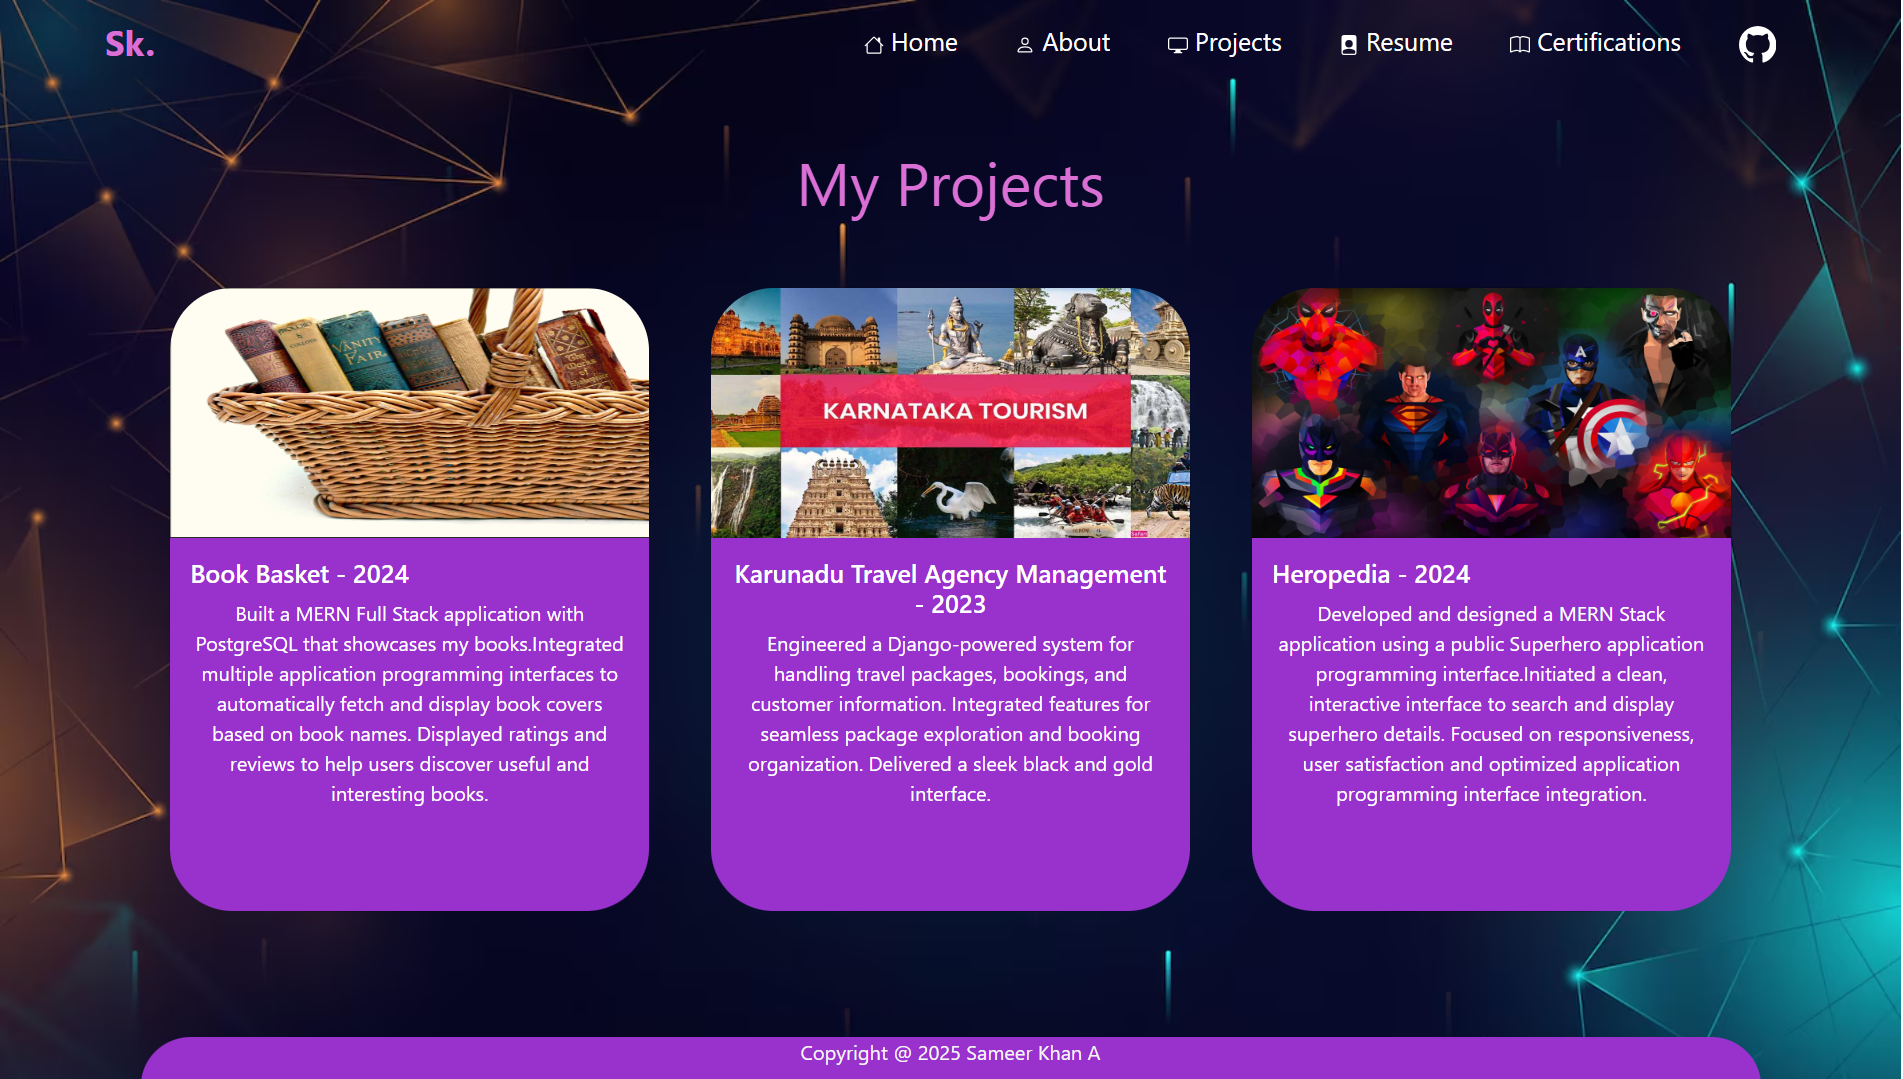 Sk.
Home
About
Projects
Resume
Certifications
My Projects
VANITY
FAIR
KARNATAKA TOURISM
A
Book Basket - 2024
Built a MERN Full Stack application with
PostgreSQL that showcases my books.Integrated
multiple application programming interfaces to
automatically fetch and display book covers
based on book names. Displayed ratings and
reviews to help users discover useful and
interesting books.
Karunadu Travel Agency Management
- 2023
Engineered a Django-powered system for
handling travel packages, bookings, and
customer information. Integrated features for
seamless package exploration and booking
organization. Delivered a sleek black and gold
interface.
Heropedia - 2024
Developed and designed a MERN Stack
application using a public Superhero application
programming interface.Initiated a clean,
interactive interface to search and display
superhero details. Focused on responsiveness,
user satisfaction and optimized application
programming interface integration.
Copyright @ 2025 Sameer Khan A